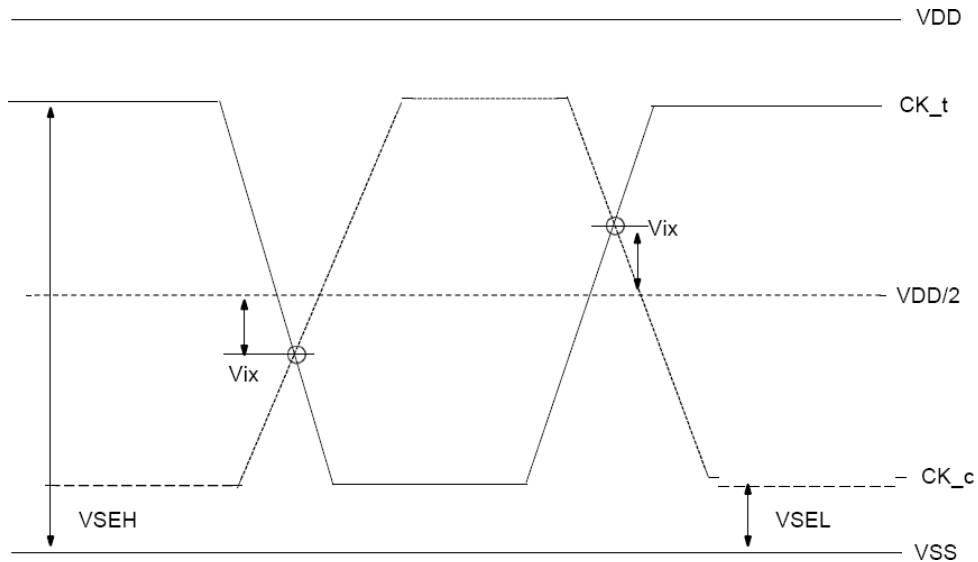 VDD
CK_t
Vix
VDD/2
Vix
CK_c
VSEH
VSEL
VSS